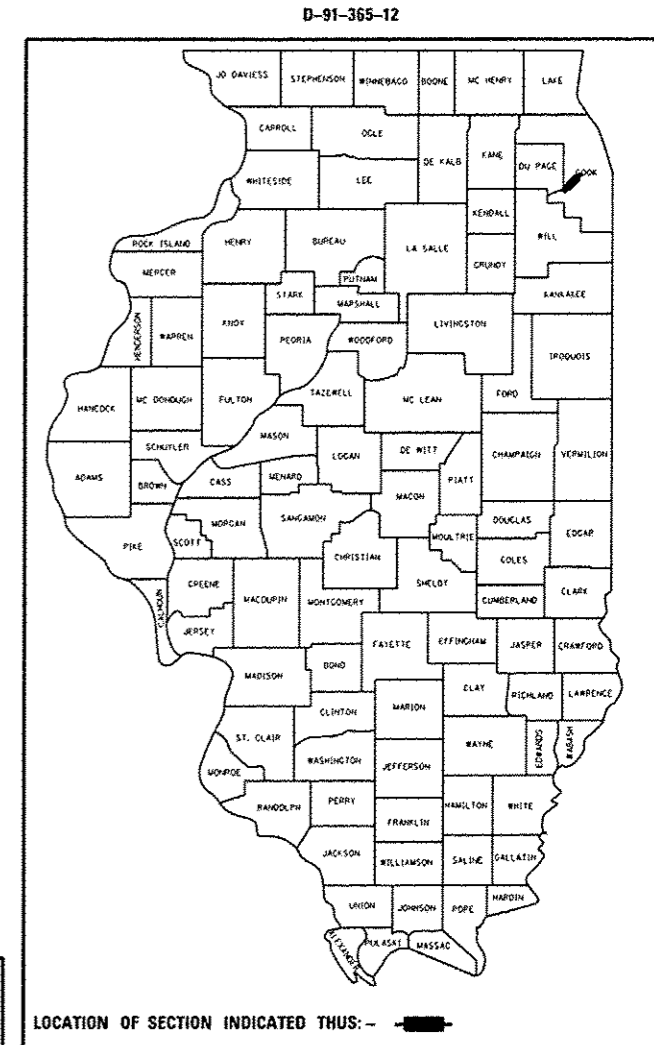 D-91-365-12
JO DAVIESS STEPHENSON WINNEBAGO BOONE MC HENRY LAKE
CARROLL OGLE
DE KALB KANE DU PAGE COOK
WHITESIDE LEE
KENDALL WILL
ROCK ISLAND HENRY BUREAU LA SALLE
MERCER PUTNAM GRUNDY
STARK MARSHALL KANKAKEE
HENDERSON WARREN KNOX LIVINGSTON
PEORIA WOODFORD IROQUOIS
HANCOCK MC DONOUGH FULTON TAZEWELL MC LEAN FORD
MASON
SCHUYLER LOGAN DE WITT CHAMPAIGN VERMILION
ADAMS BROWN CASS MENARD PIATT
MACON
MORGAN SANGAMON DOUGLAS
PIKE SCOTT CHRISTIAN MOULTRIE EDGAR
COLES
SHELBY
CALHOUN GREENE MACOUPIN MONTGOMERY CUMBERLAND CLARK
JERSEY
FAYETTE EFFINGHAM JASPER CRAWFORD
MADISON BOND
CLAY RICHLAND LAWRENCE
CLINTON MARION
ST. CLAIR WAYNE EDWARDS WABASH
WASHINGTON JEFFERSON
MONROE
RANDOLPH PERRY HAMILTON WHITE
FRANKLIN
JACKSON WILLIAMSON SALINE GALLATIN
UNION JOHNSON POPE HARDIN
ALEXANDER PULASKI MASSAC
LOCATION OF SECTION INDICATED THUS: -